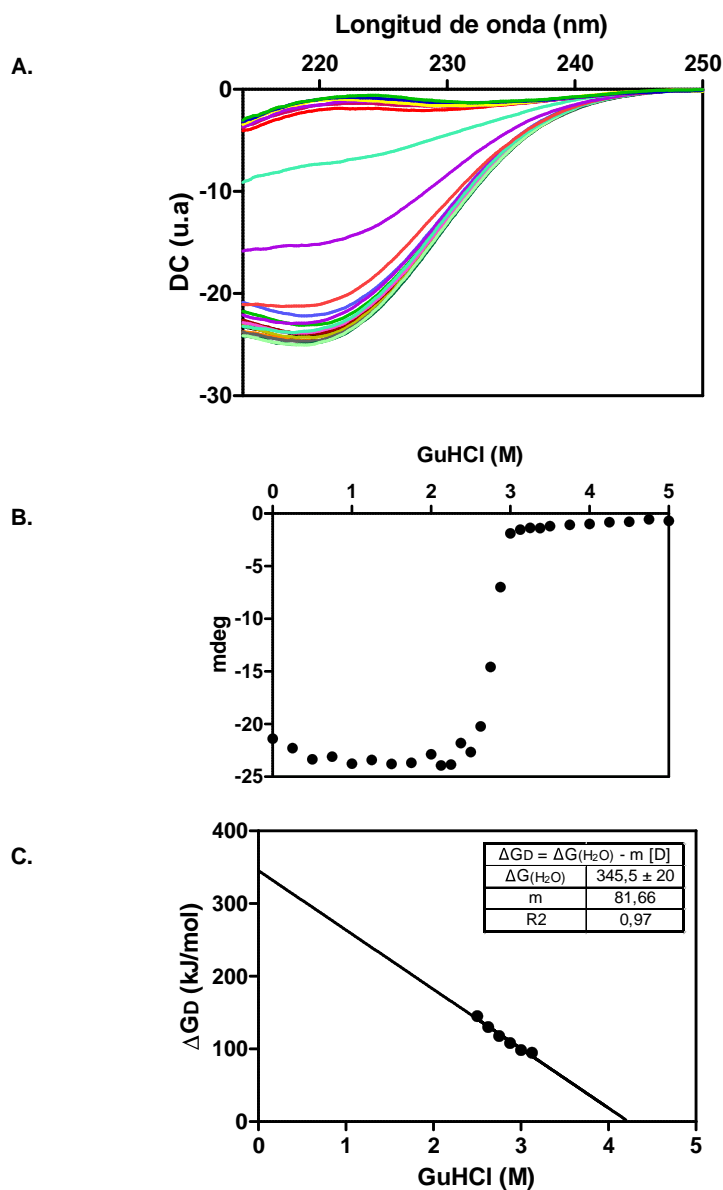 Longitud de onda (nm)
A.
220 230 240 250
0
-10
-20
-30
DC (u.a)
GuHCl (M)
B.
0 1 2 3 4 5
0
-5
-10
-15
-20
-25
mdeg
C.
400
300
200
100
0
ΔGD (kJ/mol)
ΔGD = ΔG(H2O) - m [D]
ΔG(H2O) 345,5 ± 20
m 81,66
R2 0,97
0 1 2 3 4 5
GuHCl (M)